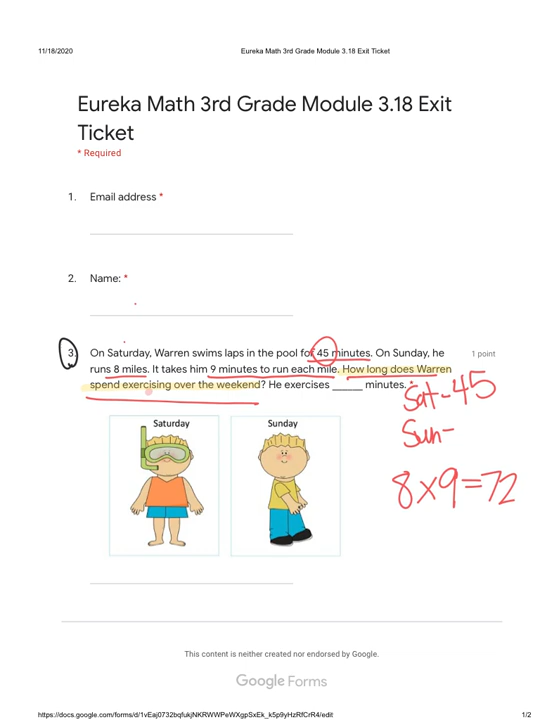 11/18/2020 Eureka Math 3rd Grade Module 3.18 Exit Ticket
Eureka Math 3rd Grade Module 3.18 Exit
Ticket
* Required
1. Email address *
2. Name: *
3. On Saturday, Warren swims laps in the pool for 45 minutes. On Sunday, he 1 point
runs 8 miles. It takes him 9 minutes to run each mile. How long does Warren
spend exercising over the weekend? He exercises ______ minutes. *
Sat-45
Sun-
8x9=72
Saturday Sunday
This content is neither created nor endorsed by Google.
Google Forms
https://docs.google.com/forms/d/1vEaj0732bqfukjNKRWWPeWXgpSxEk_k5p9yHzRfCrR4/edit 1/2